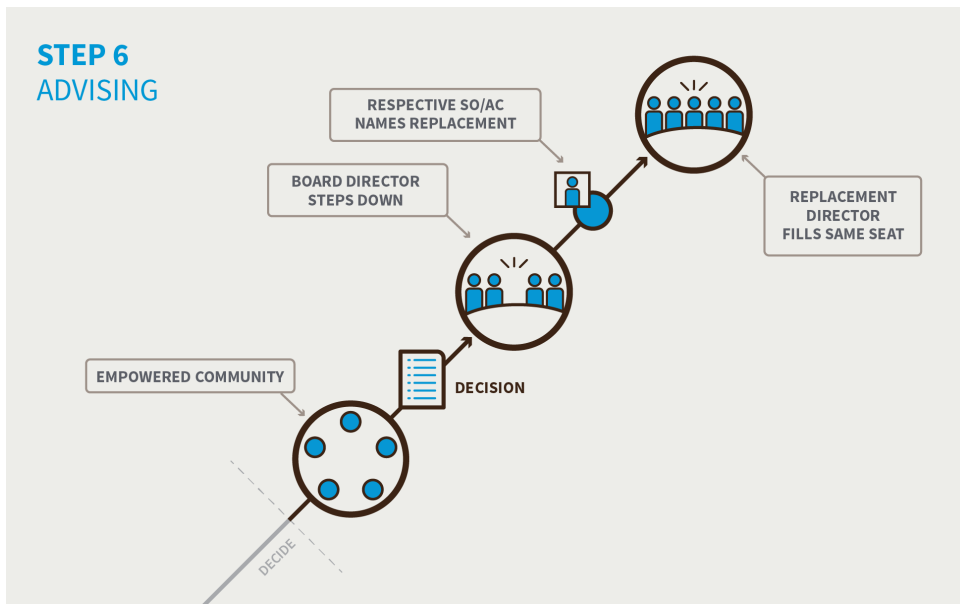 STEP 6
ADVISING
RESPECTIVE SO/AC
NAMES REPLACEMENT
BOARD DIRECTOR
STEPS DOWN
REPLACEMENT
DIRECTOR
FILLS SAME SEAT
EMPOWERED COMMUNITY
DECISION
DECIDE